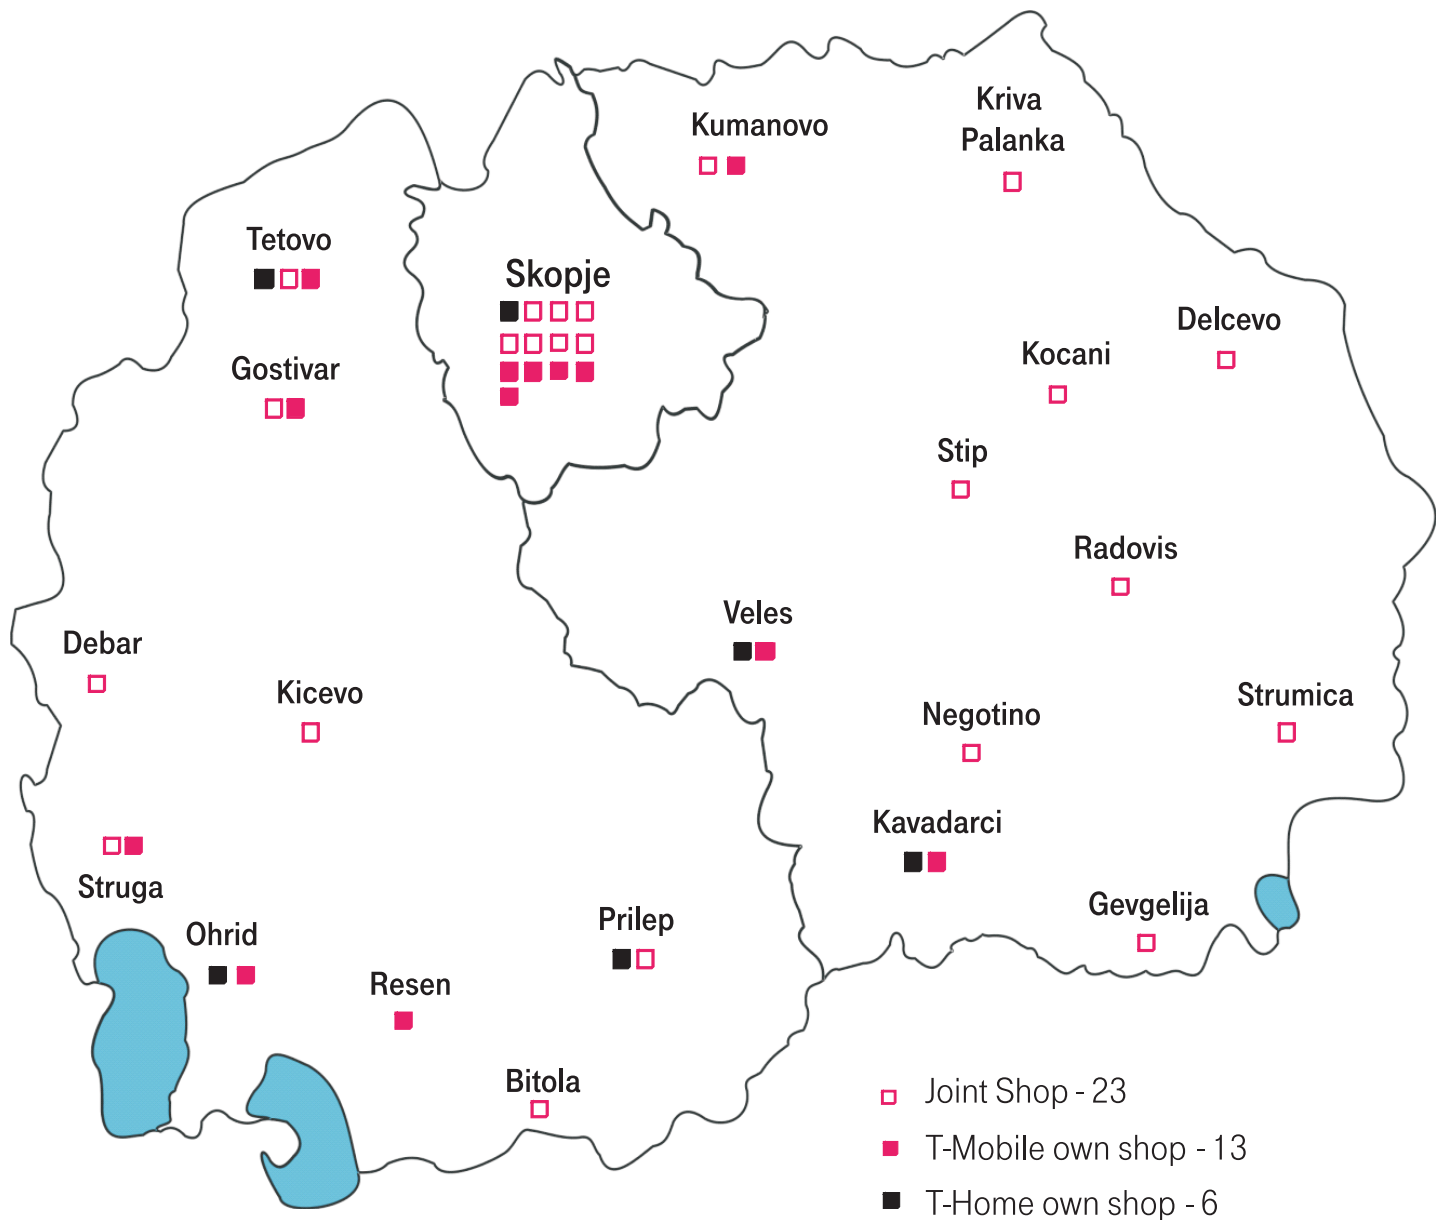 Kriva
Palanka
Kumanovo
Tetovo
Skopje
Delcevo
Kocani
Gostivar
Stip
Radovis
Veles
Debar
Kicevo
Strumica
Negotino
Kavadarci
Struga
Gevgelija
Prilep
Ohrid
Resen
Bitola
Joint Shop - 23
T-Mobile own shop - 13
T-Home own shop - 6